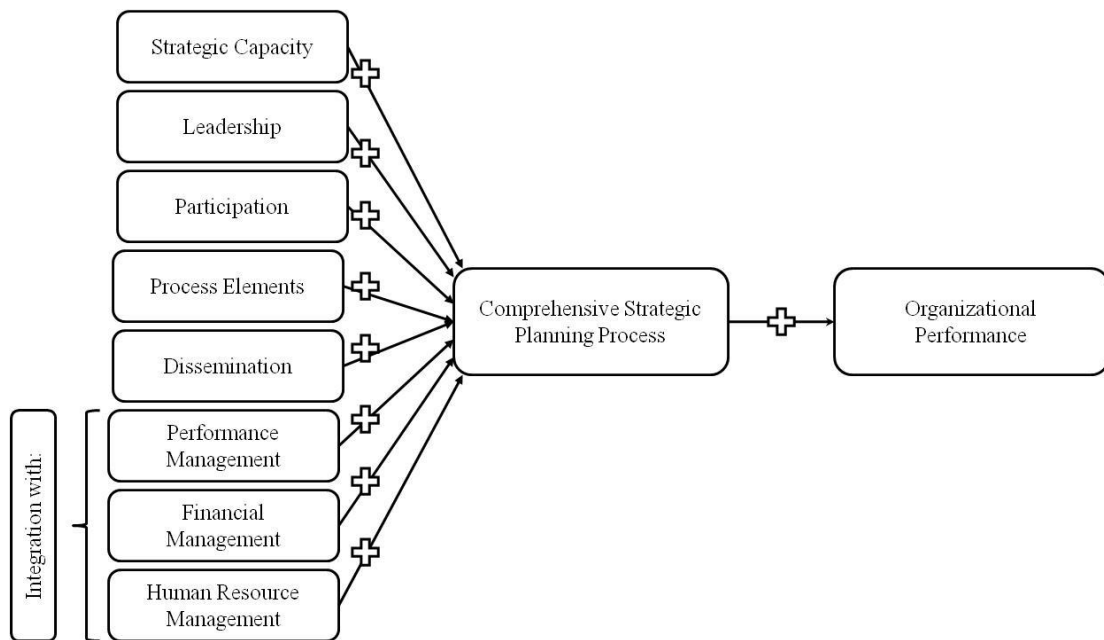 Strategic Capacity
Leadership
Participation
Process Elements
Dissemination
Integration with:
Performance
Management
Financial
Management
Human Resource
Management
Comprehensive Strategic
Planning Process
Organizational
Performance